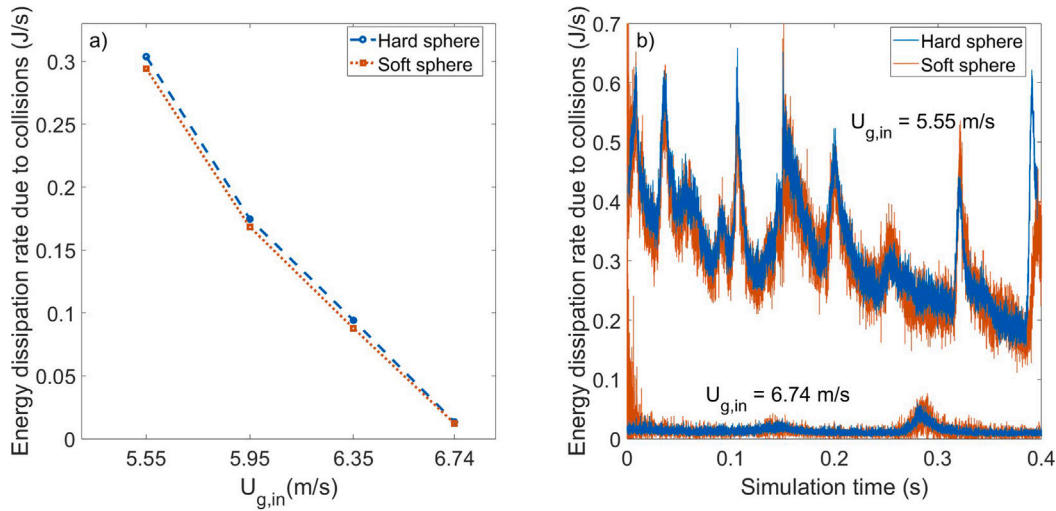 a)
Hard sphere
Soft sphere
Energy dissipation rate due to collisions (J/s)
0.3
0.25
0.2
0.15
0.1
0.05
0
5.55
5.95
6.35
6.74
U_g,in(m/s)
b)
Hard sphere
Soft sphere
U_g,in = 5.55 m/s
U_g,in = 6.74 m/s
Energy dissipation rate due to collisions (J/s)
0.7
0.6
0.5
0.4
0.3
0.2
0.1
0
0
0.1
0.2
0.3
0.4
Simulation time (s)